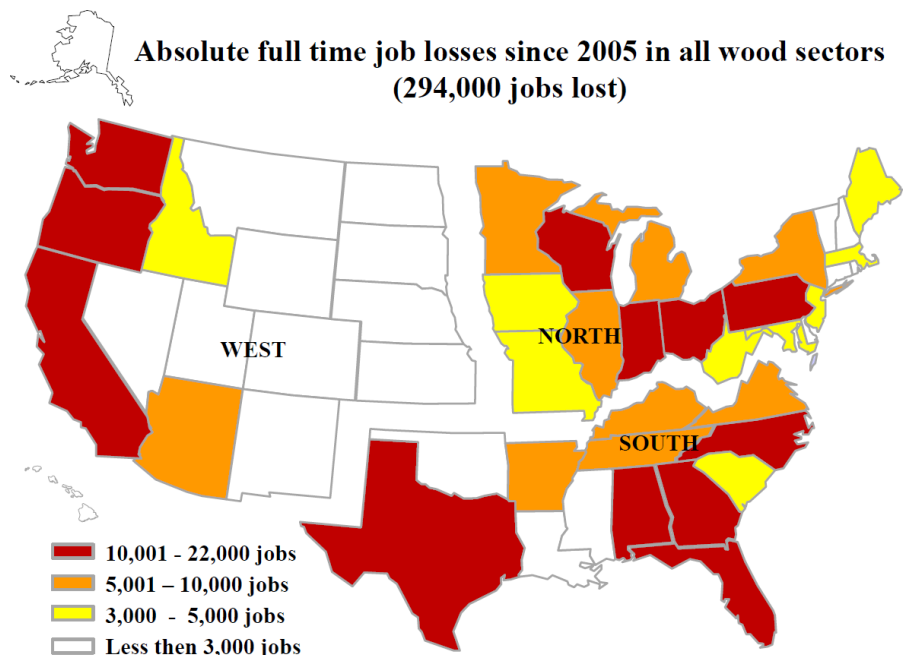 Absolute full time job losses since 2005 in all wood sectors
(294,000 jobs lost)
NORTH
WEST
SOUTH
10,001 - 22,000 jobs
5,001 – 10,000 jobs
3,000 - 5,000 jobs
Less then 3,000 jobs